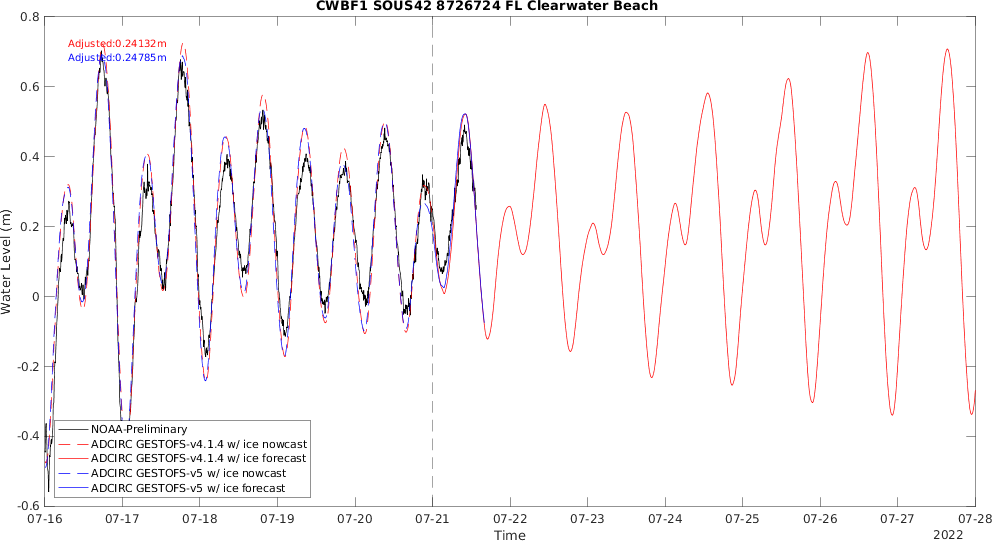 CWBF1 SOUS42 8726724 FL Clearwater Beach
Adjusted:0.24132m
Adjusted:0.24785m
Water Level (m)
0.8
0.6
0.4
0.2
0
-0.2
-0.4
-0.6
NOAA-Preliminary
ADCIRC GESTOFS-v4.1.4 w/ ice nowcast
ADCIRC GESTOFS-v4.1.4 w/ ice forecast
ADCIRC GESTOFS-v5 w/ ice nowcast
ADCIRC GESTOFS-v5 w/ ice forecast
07-16 07-17 07-18 07-19 07-20 07-21 07-22 07-23 07-24 07-25 07-26 07-27 07-28
Time
2022